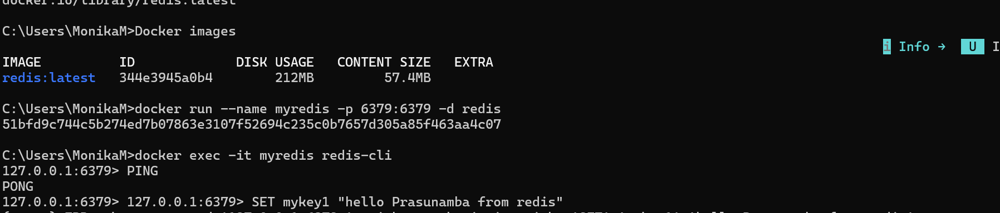 docker.io/library/redis:latest
C:\Users\MonikaM>Docker images
i Info → U I
IMAGE ID DISK USAGE CONTENT SIZE EXTRA
redis:latest 344e3945a0b4 212MB 57.4MB
C:\Users\MonikaM>docker run --name myredis -p 6379:6379 -d redis
51bfd9c744c5b274ed7b07863e3107f52694c235c0b7657d305a85f463aa4c07
C:\Users\MonikaM>docker exec -it myredis redis-cli
127.0.0.1:6379> PING
PONG
127.0.0.1:6379> 127.0.0.1:6379> SET mykey1 "hello Prasunamba from redis"